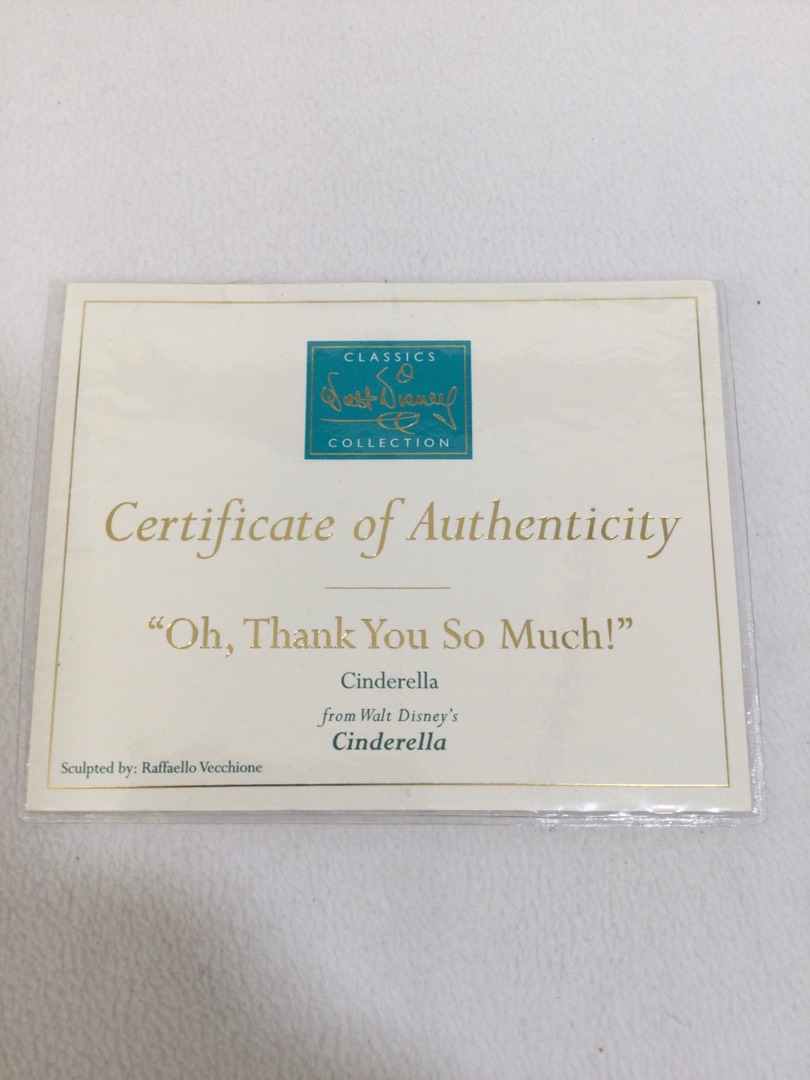 CLASSICS
Walt Disney
COLLECTION
Certificate of Authenticity
“Oh, Thank You So Much!”
Cinderella
from Walt Disney's
Cinderella
Sculpted by: Raffaello Vecchione